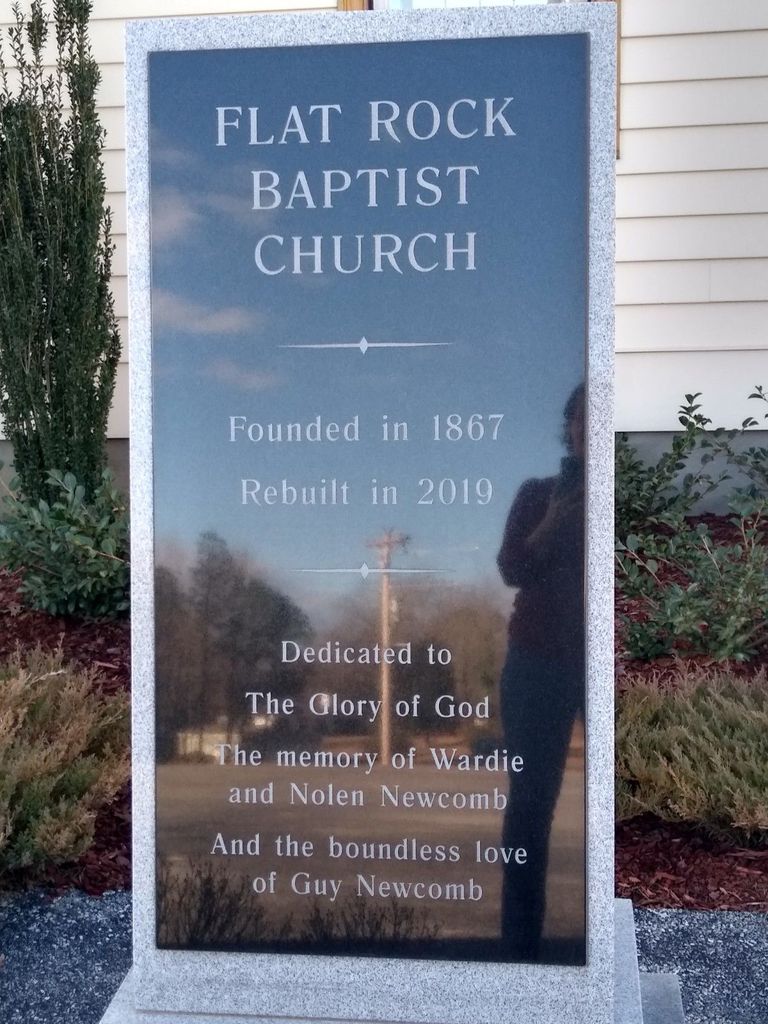 FLAT ROCK
BAPTIST
CHURCH
Founded in 1867
Rebuilt in 2019
Dedicated to
The Glory of God
The memory of Wardie
and Nolen Newcomb
And the boundless love
of Guy Newcomb